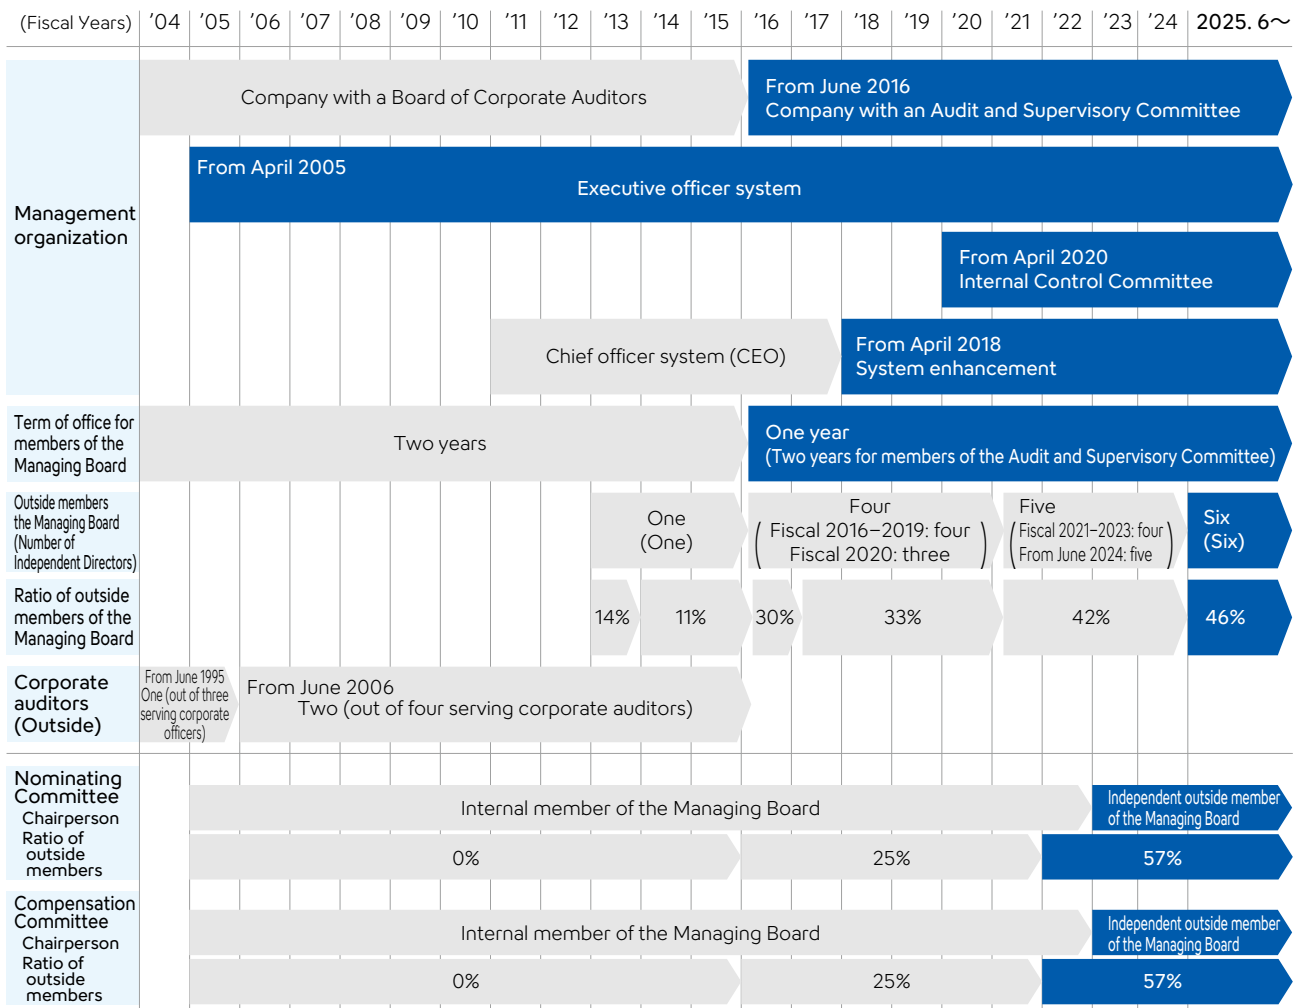 (Fiscal Years) ’04 ’05 ’06 ’07 ’08 ’09 ’10 ’11 ’12 ’13 ’14 ’15 ’16 ’17 ’18 ’19 ’20 ’21 ’22 ’23 ’24 2025. 6～
Management
organization
Company with a Board of Corporate Auditors
From June 2016
Company with an Audit and Supervisory Committee
From April 2005
Executive officer system
From April 2020
Internal Control Committee
Chief officer system (CEO)
From April 2018
System enhancement
Term of office for
members of the
Managing Board
Two years
One year
(Two years for members of the Audit and Supervisory Committee)
Outside members
the Managing Board
(Number of
Independent Directors)
One
(One)
Four
(Fiscal 2016–2019: four
Fiscal 2020: three)
Five
(Fiscal 2021–2023: four
From June 2024: five)
Six
(Six)
Ratio of outside
members of the
Managing Board
14%
11%
30%
33%
42%
46%
Corporate
auditors
(Outside)
From June 1995
One (out of three
serving corporate
officers)
From June 2006
Two (out of four serving corporate auditors)
Nominating
Committee
Chairperson
Internal member of the Managing Board
Independent outside member
of the Managing Board
Ratio of
outside
members
0%
25%
57%
Compensation
Committee
Chairperson
Internal member of the Managing Board
Independent outside member
of the Managing Board
Ratio of
outside
members
0%
25%
57%